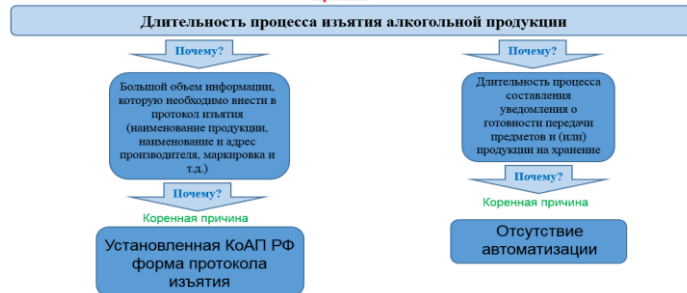 Длительность процесса изъятия алкогольной продукции
Почему?
Большой объем информации,
которую необходимо внести в
протокол изъятия
(наименование продукции,
наименование и адрес
производителя, маркировка и
т.д.)
Почему?
Коренная причина
Установленная КоАП РФ
форма протокола
изъятия
Почему?
Длительность процесса
составления
уведомления о
готовности передачи
предметов и (или)
продукции на хранение
Почему?
Коренная причина
Отсутствие
автоматизации